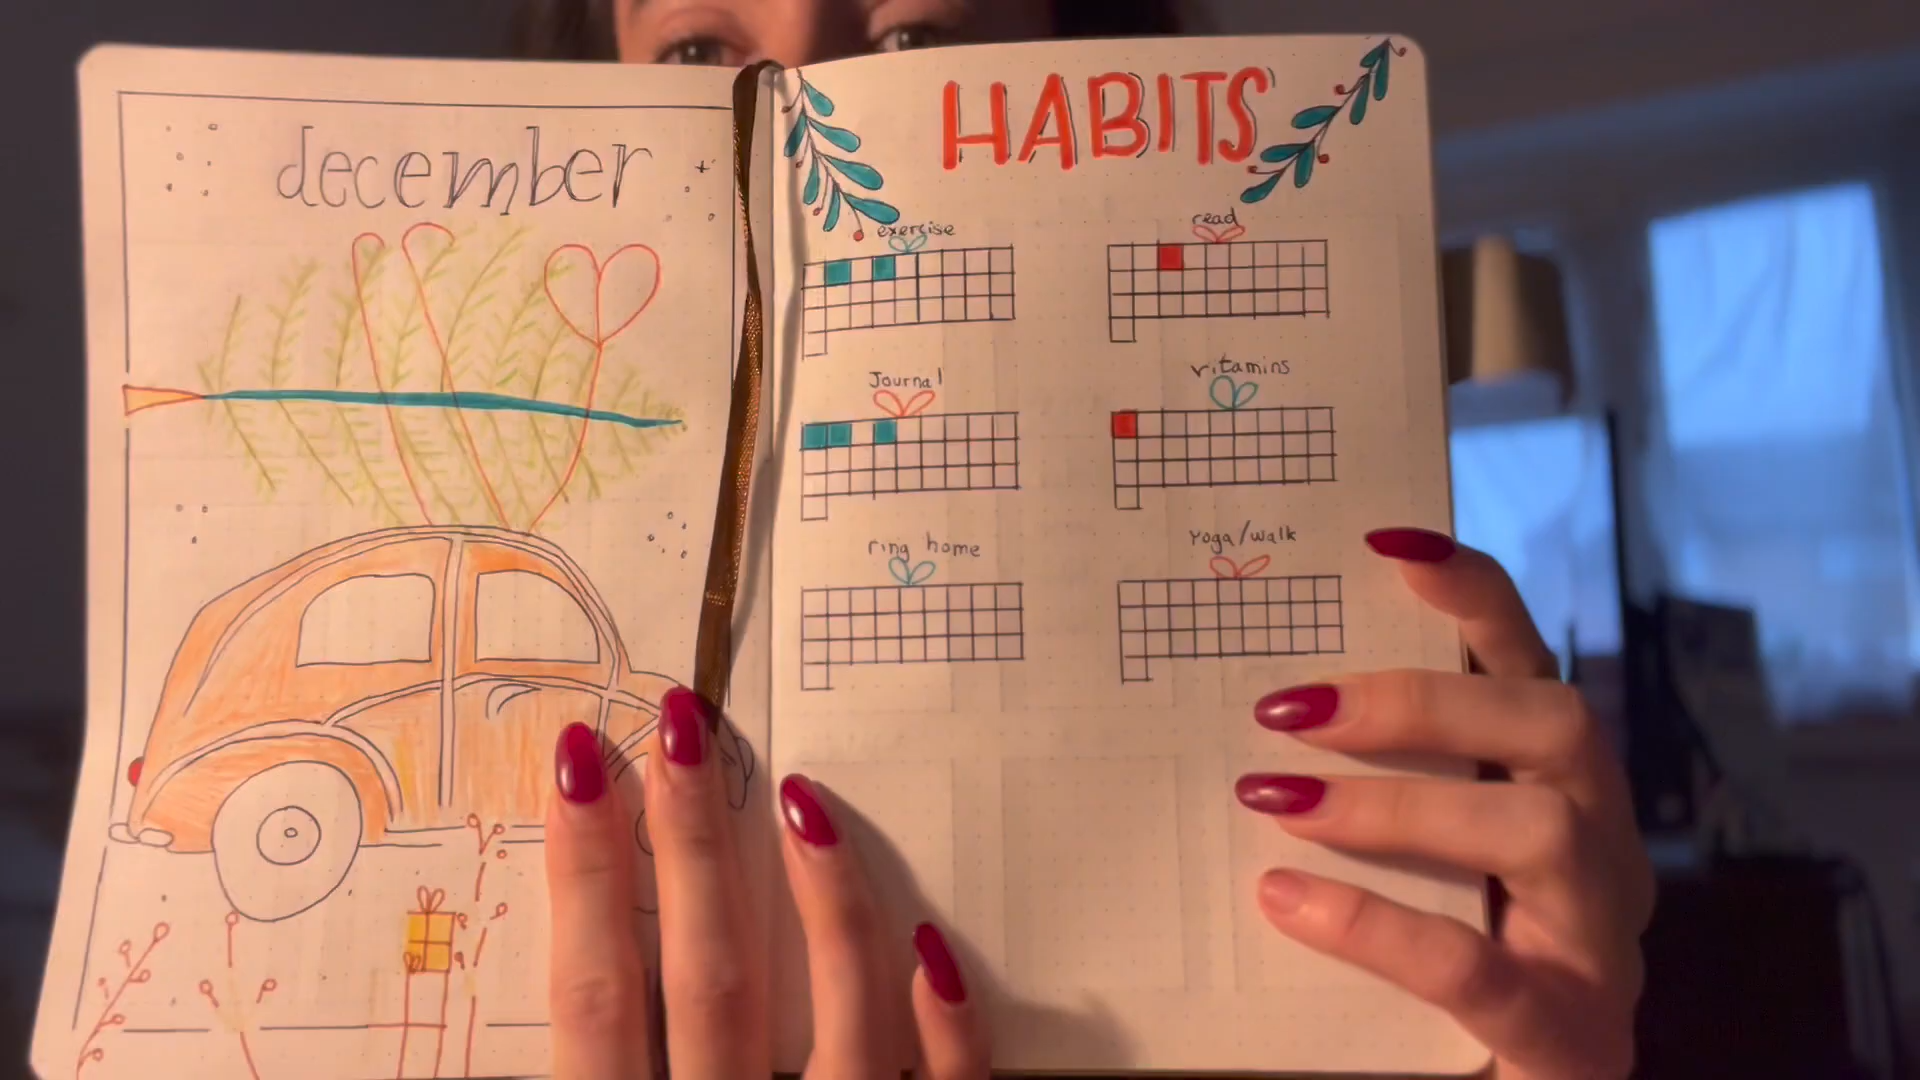 december
HABITS
exercise
read
Journal
vitamins
ring home
Yoga/walk